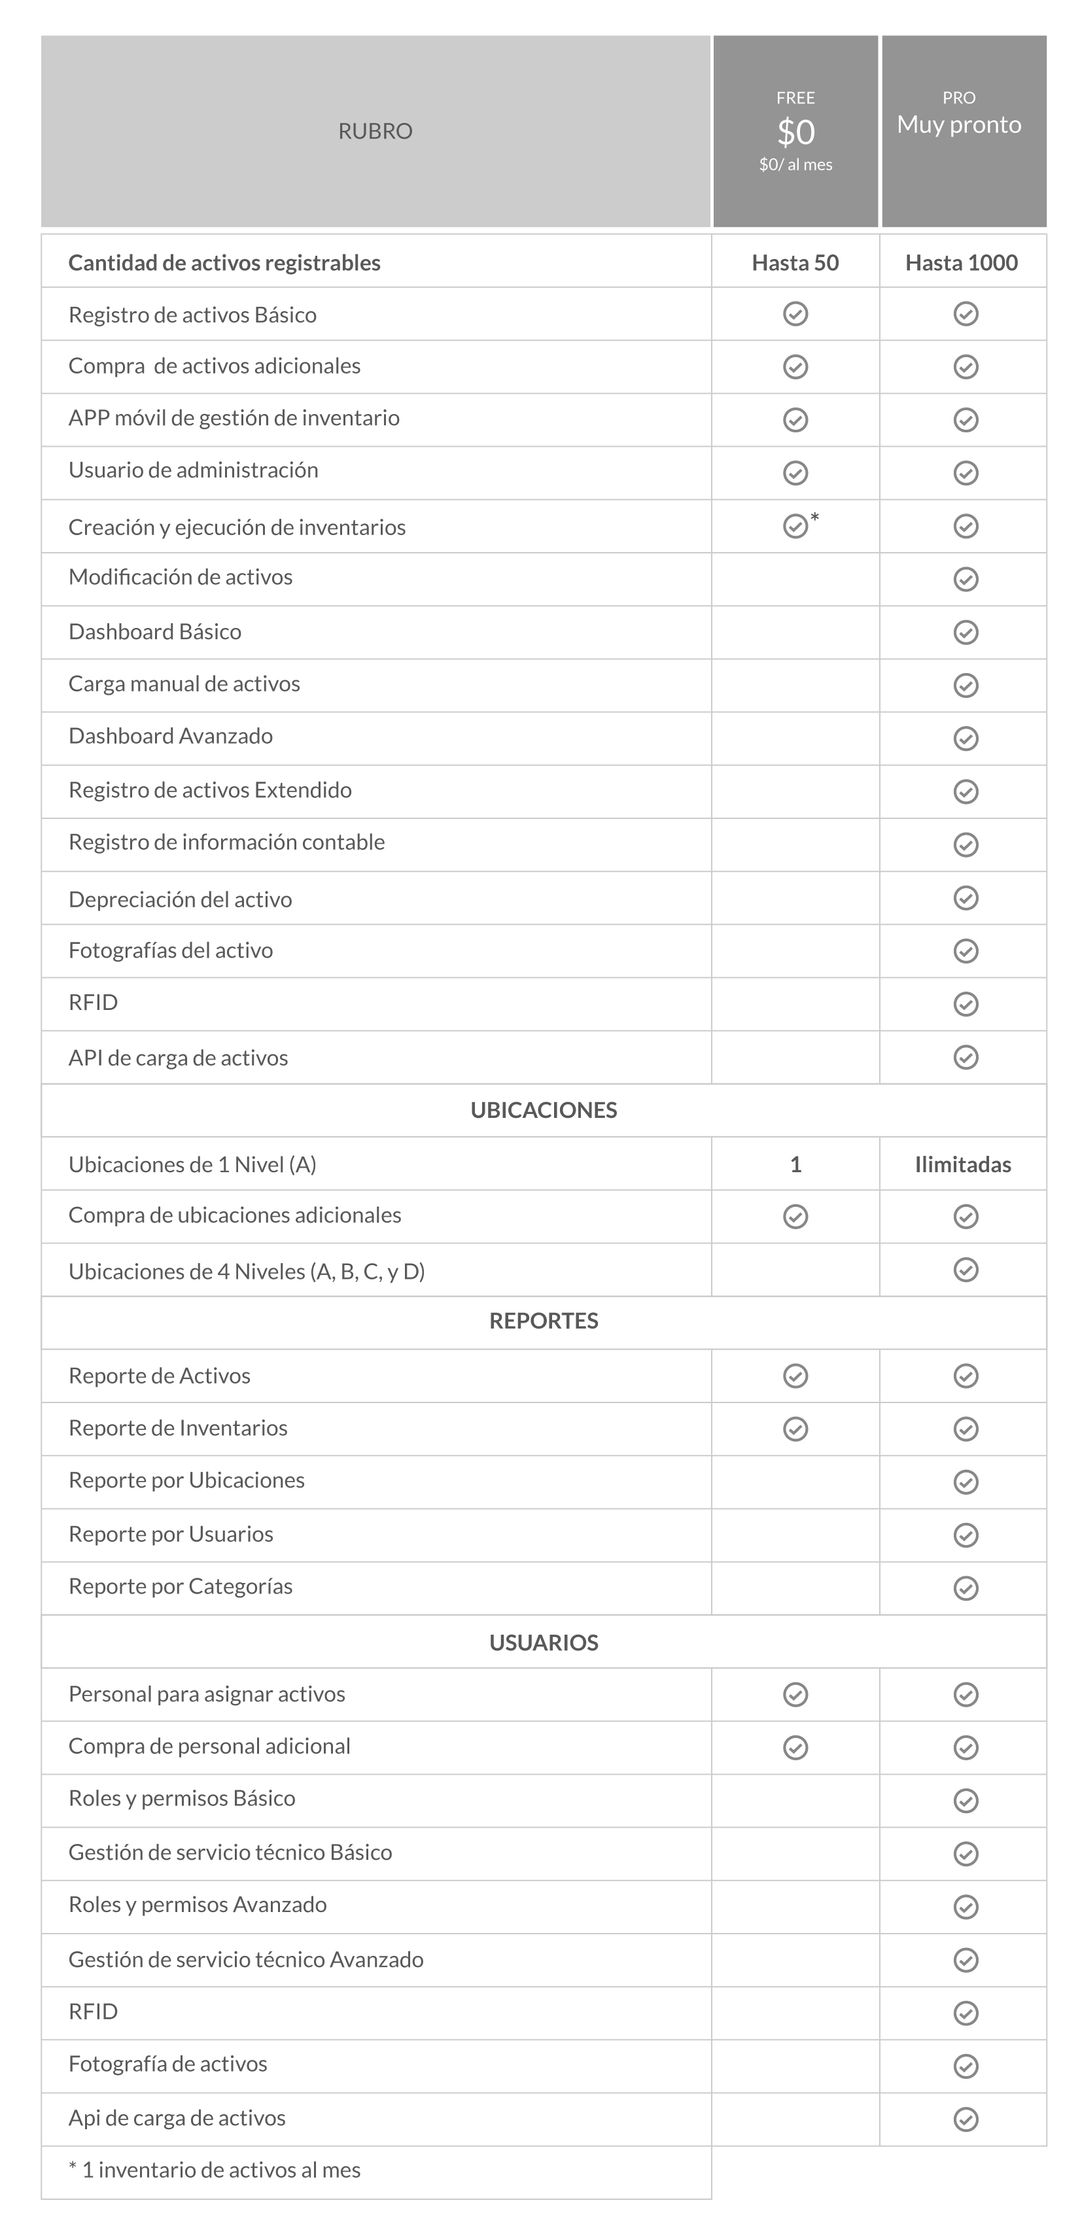 RUBRO
FREE
$0
$0/ al mes
PRO
Muy pronto
Cantidad de activos registrables
Hasta 50
Hasta 1000
Registro de activos Básico
Compra  de activos adicionales
APP móvil de gestión de inventario
Usuario de administración
Creación y ejecución de inventarios
*
Modificación de activos
Dashboard Básico
Carga manual de activos
Dashboard Avanzado
Registro de activos Extendido
Registro de información contable
Depreciación del activo
Fotografías del activo
RFID
API de carga de activos
UBICACIONES
Ubicaciones de 1 Nivel (A)
1
Ilimitadas
Compra de ubicaciones adicionales
Ubicaciones de 4 Niveles (A, B, C, y D)
REPORTES
Reporte de Activos
Reporte de Inventarios
Reporte por Ubicaciones
Reporte por Usuarios
Reporte por Categorías
USUARIOS
Personal para asignar activos
Compra de personal adicional
Roles y permisos Básico
Gestión de servicio técnico Básico
Roles y permisos Avanzado
Gestión de servicio técnico Avanzado
RFID
Fotografía de activos
Api de carga de activos
* 1 inventario de activos al mes